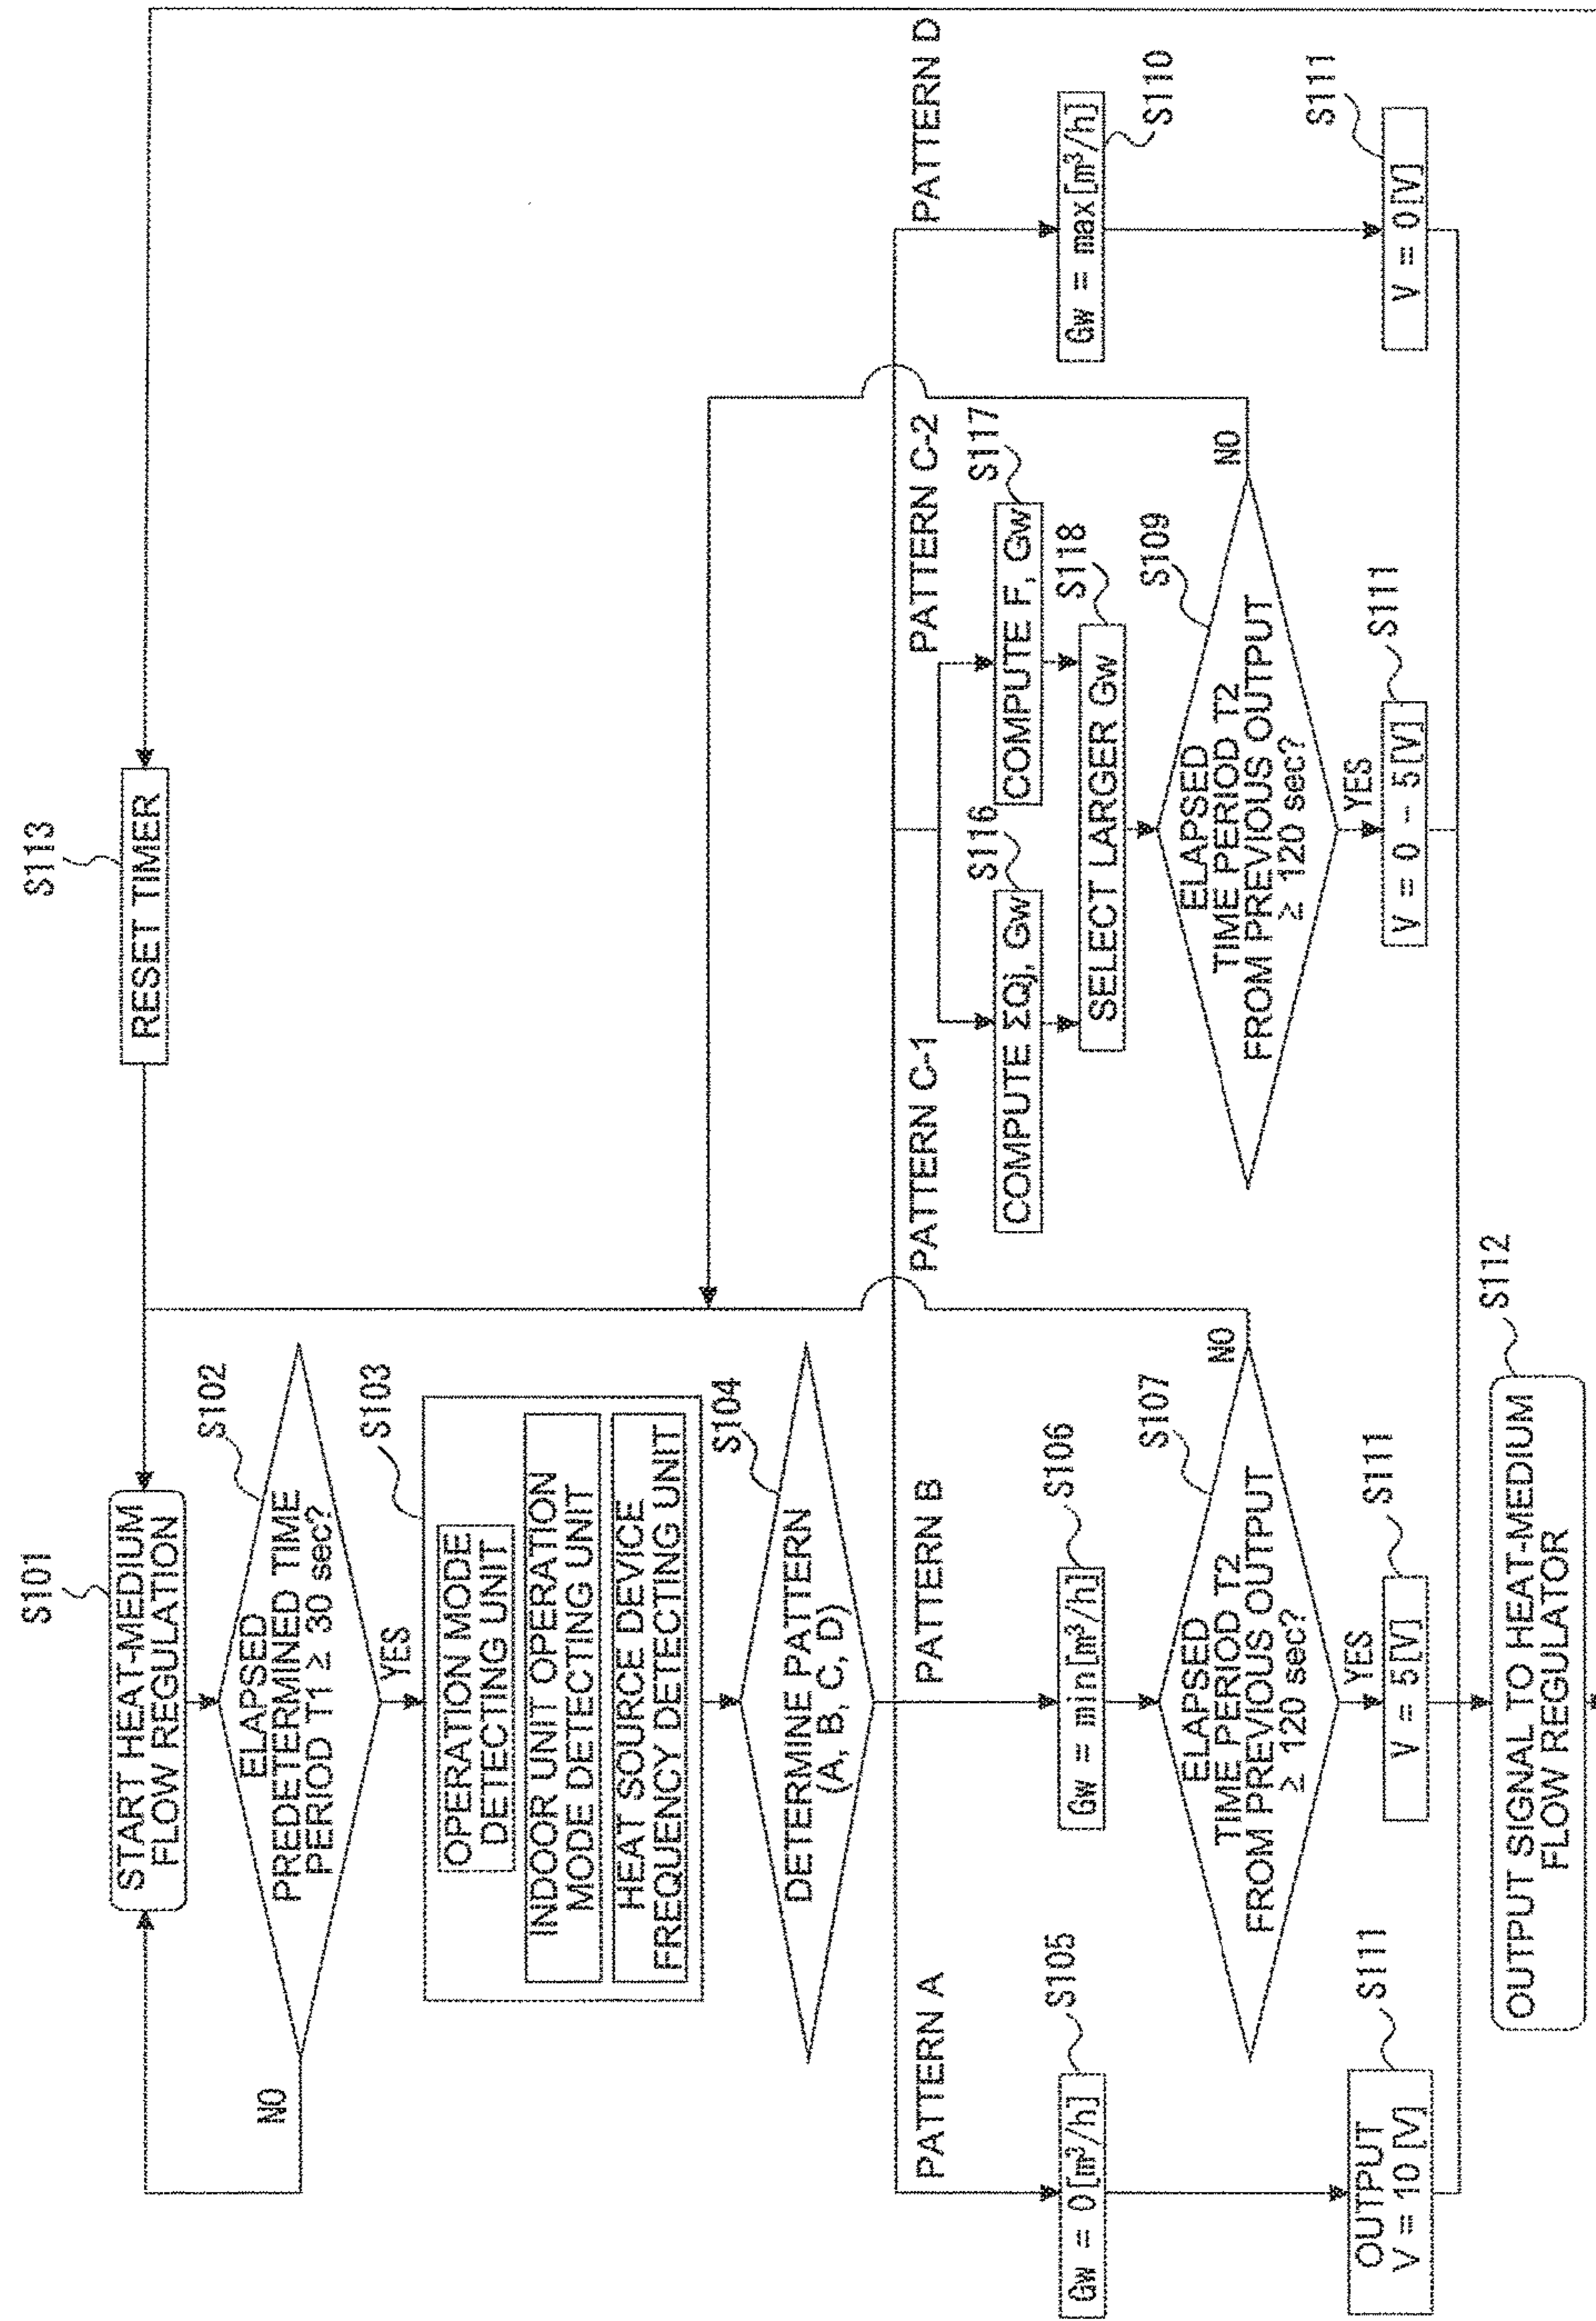 S101
START HEAT-MEDIUM
FLOW REGULATION
S113
RESET TIMER
S102
ELAPSED
PREDETERMINED TIME
PERIOD T1 ≥ 30 sec?
NO
YES
S103
OPERATION MODE
DETECTING UNIT
INDOOR UNIT OPERATION
MODE DETECTING UNIT
HEAT SOURCE DEVICE
FREQUENCY DETECTING UNIT
S104
DETERMINE PATTERN
(A, B, C, D)
PATTERN A
PATTERN B
PATTERN C-1
PATTERN C-2
PATTERN D
S105
Gw = 0[m³/h]
S106
Gw = min[m³/h]
S116
COMPUTE ΣQj, Gw
S117
COMPUTE F, Gw
S118
SELECT LARGER Gw
S110
Gw = max[m³/h]
S107
ELAPSED
TIME PERIOD T2
FROM PREVIOUS OUTPUT
≥ 120 sec?
NO
YES
S109
ELAPSED
TIME PERIOD T2
FROM PREVIOUS OUTPUT
≥ 120 sec?
NO
YES
S111
OUTPUT
V = 10 [V]
S111
V = 5[V]
S111
V = 0 - 5[V]
S111
V = 0[V]
S112
OUTPUT SIGNAL TO HEAT-MEDIUM
FLOW REGULATOR